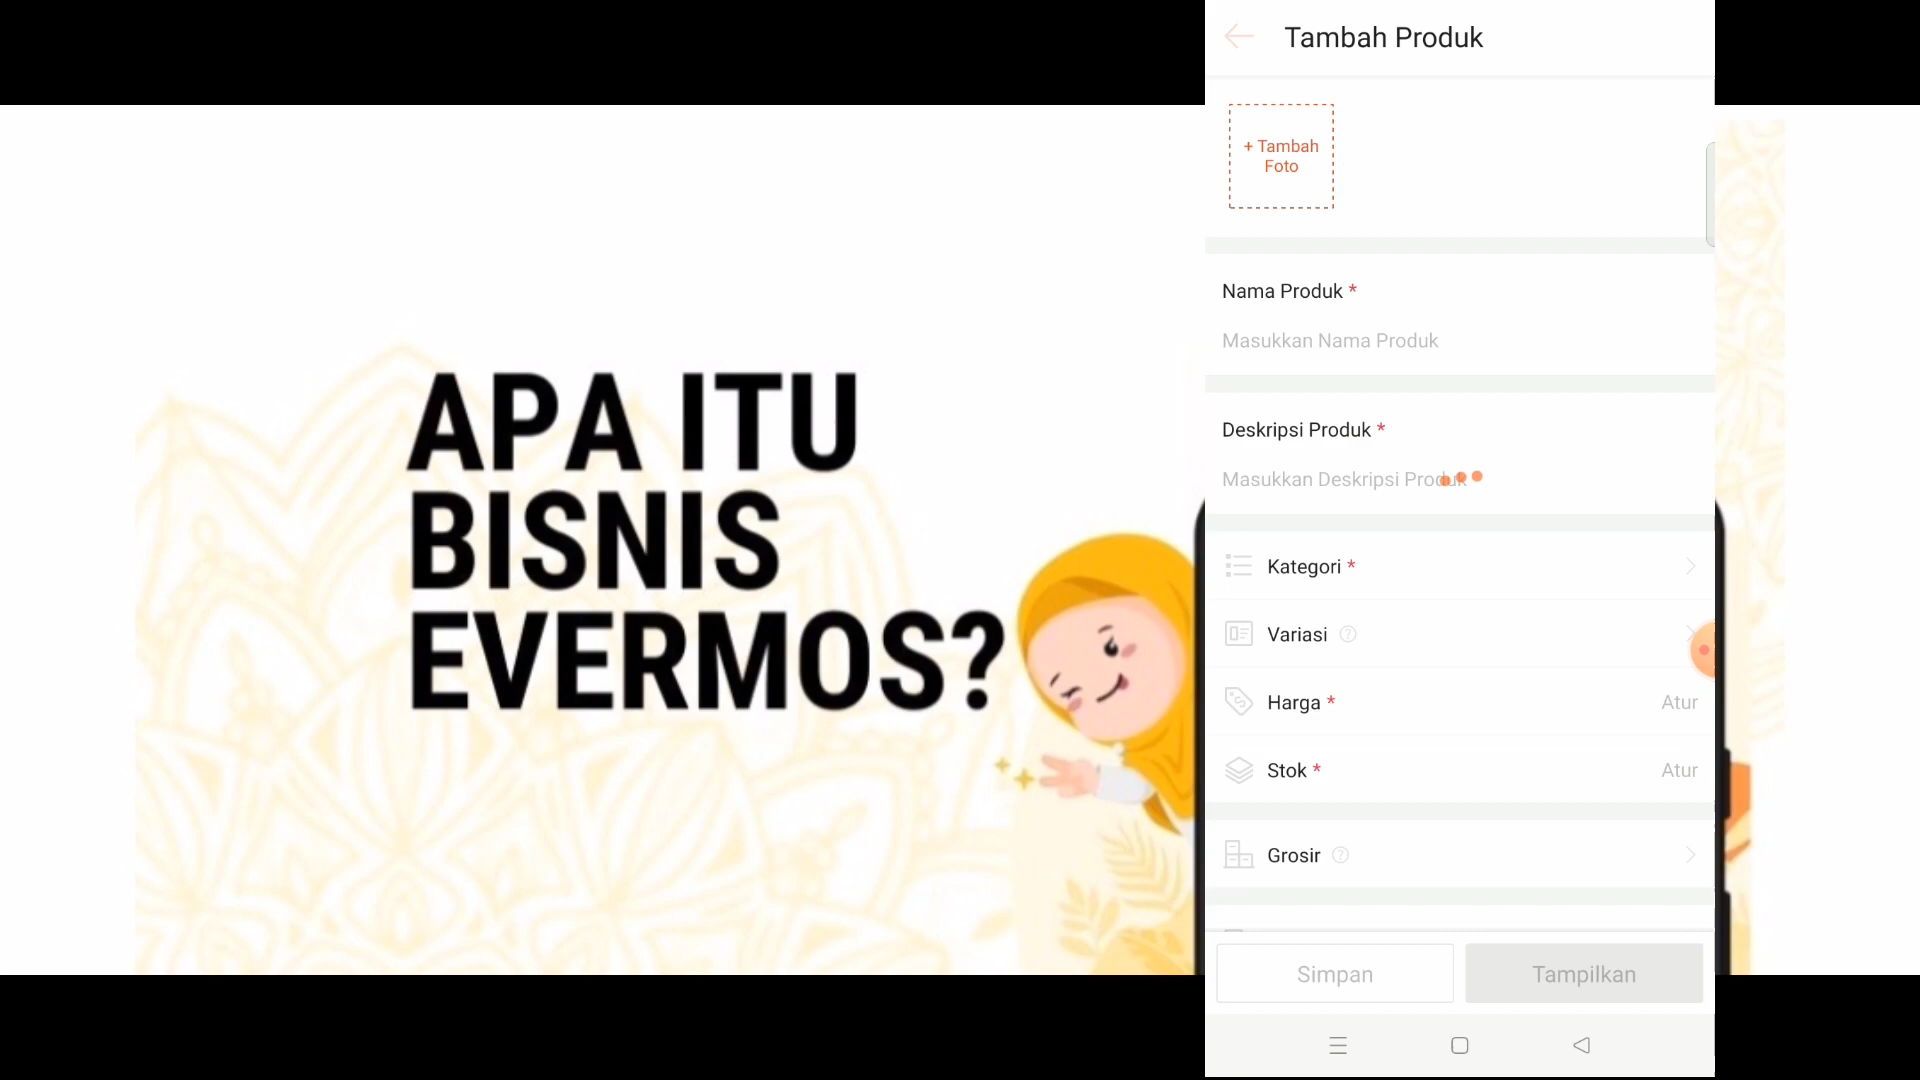 APA ITU
BISNIS
EVERMOS?
Tambah Produk
+ Tambah
Foto
Nama Produk *
Masukkan Nama Produk
Deskripsi Produk *
Masukkan Deskripsi Produk
Kategori *
Variasi ?
Harga * Atur
Stok * Atur
Grosir ?
Simpan Tampilkan